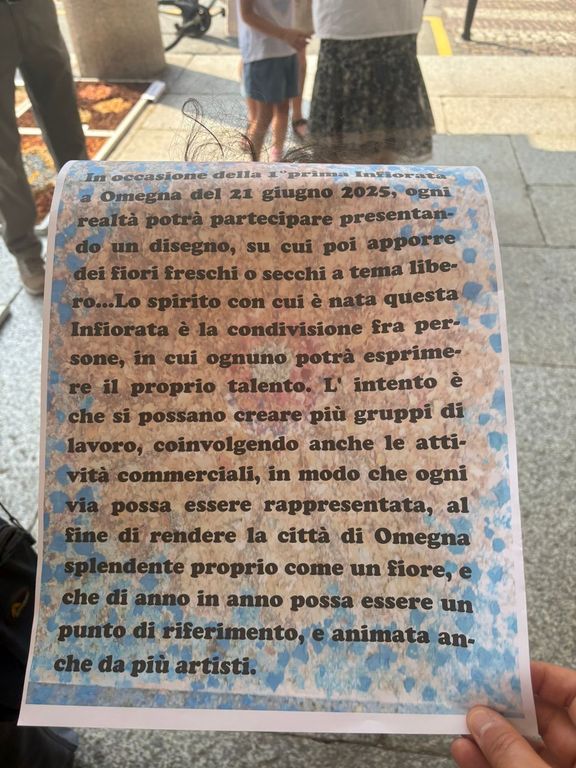 In occasione della 1°prima Infiorata
a Omegna del 21 giugno 2025, ogni
realtà potrà partecipare presentan-
do un disegno, su cui poi apporre
dei fiori freschi o secchi a tema libe-
ro...Lo spirito con cui è nata questa
Infiorata è la condivisione fra per-
sone, in cui ognuno potrà esprime-
re il proprio talento. L' intento è
che si possano creare più gruppi di
lavoro, coinvolgendo anche le atti-
vità commerciali, in modo che ogni
via possa essere rappresentata, al
fine di rendere la città di Omegna
splendente proprio come un fiore, e
che di anno in anno possa essere un
punto di riferimento, e animata an-
che da più artisti.